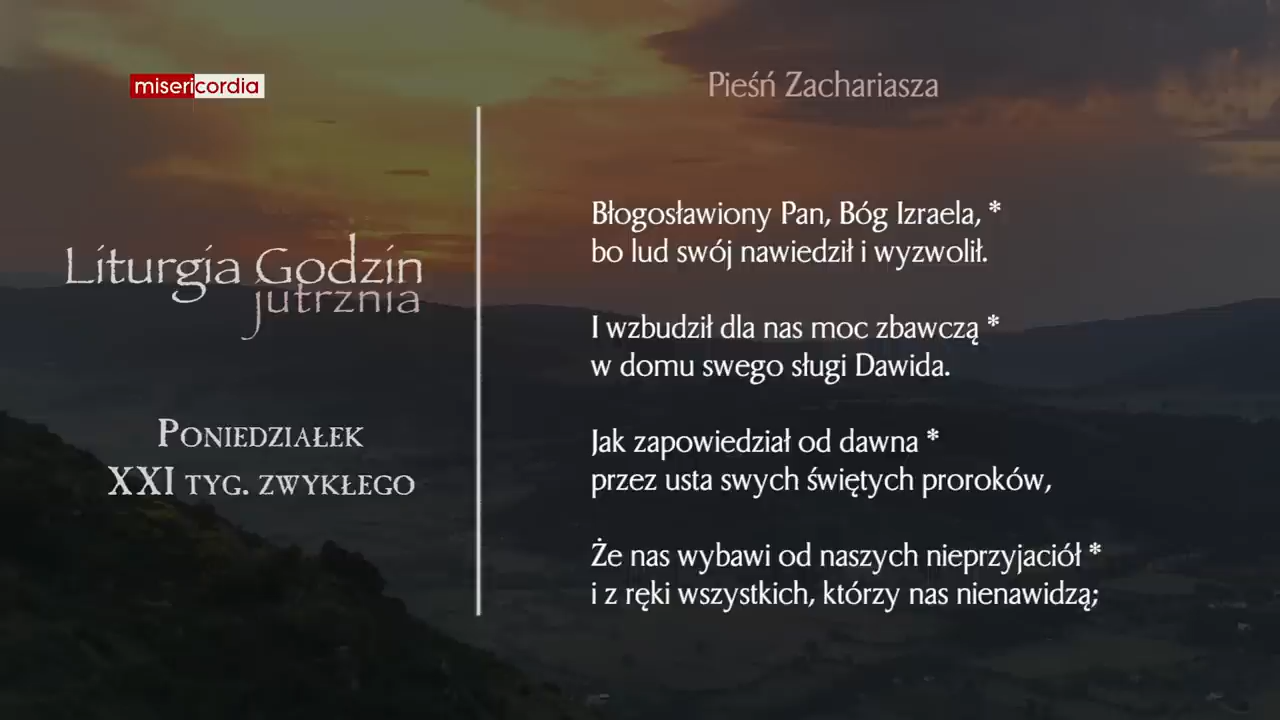 misericordia
Liturgia Godzin
jutrznia
Poniedziałek
XXI tyg. zwykłego
Pieśń Zachariasza
Błogosławiony Pan, Bóg Izraela, *
bo lud swój nawiedził i wyzwolił.
I wzbudził dla nas moc zbawczą *
w domu swego sługi Dawida.
Jak zapowiedział od dawna *
przez usta swych świętych proroków,
Że nas wybawi od naszych nieprzyjaciół *
i z ręki wszystkich, którzy nas nienawidzą;